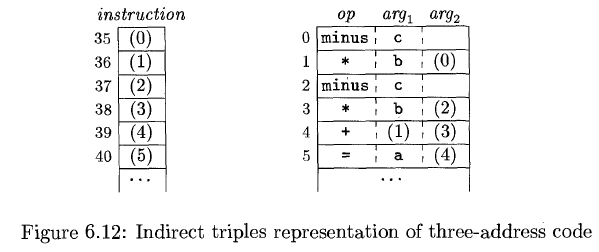 instruction op arg1 arg2
35 (0) 0 minus c
36 (1) 1 * b (0)
37 (2) 2 minus c
38 (3) 3 * b (2)
39 (4) 4 + (1) (3)
40 (5) 5 = a (4)
... ...
Figure 6.12: Indirect triples representation of three-address code